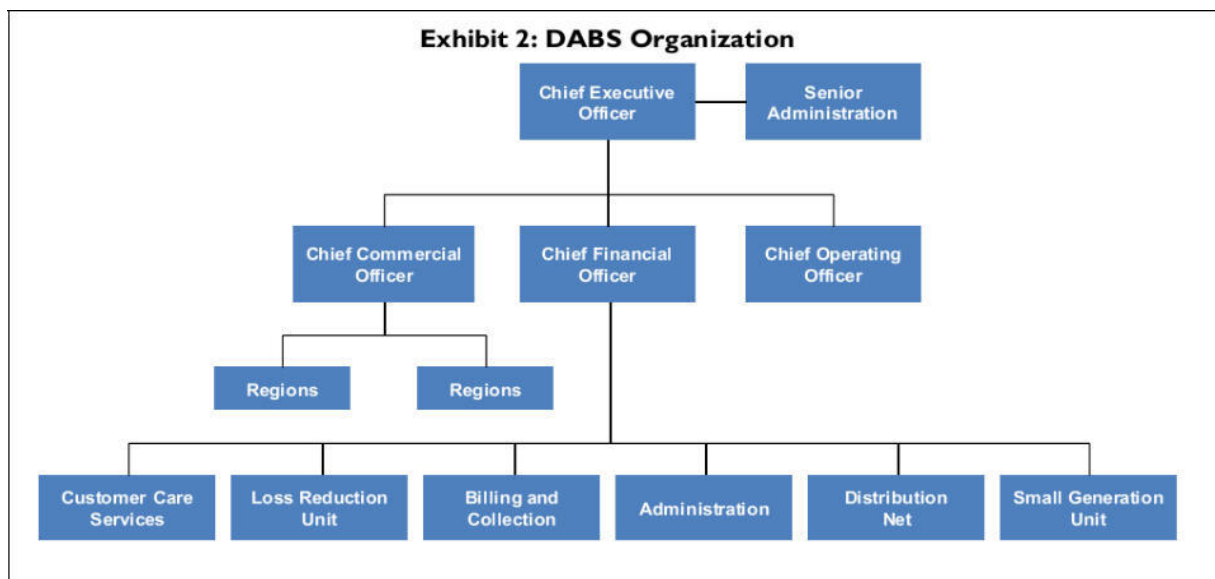 Exhibit 2: DABS Organization
Chief Executive
Officer
Senior
Administration
Chief Commercial
Officer
Chief Financial
Officer
Chief Operating
Officer
Regions
Regions
Customer Care
Services
Loss Reduction
Unit
Billing and
Collection
Administration
Distribution
Net
Small Generation
Unit